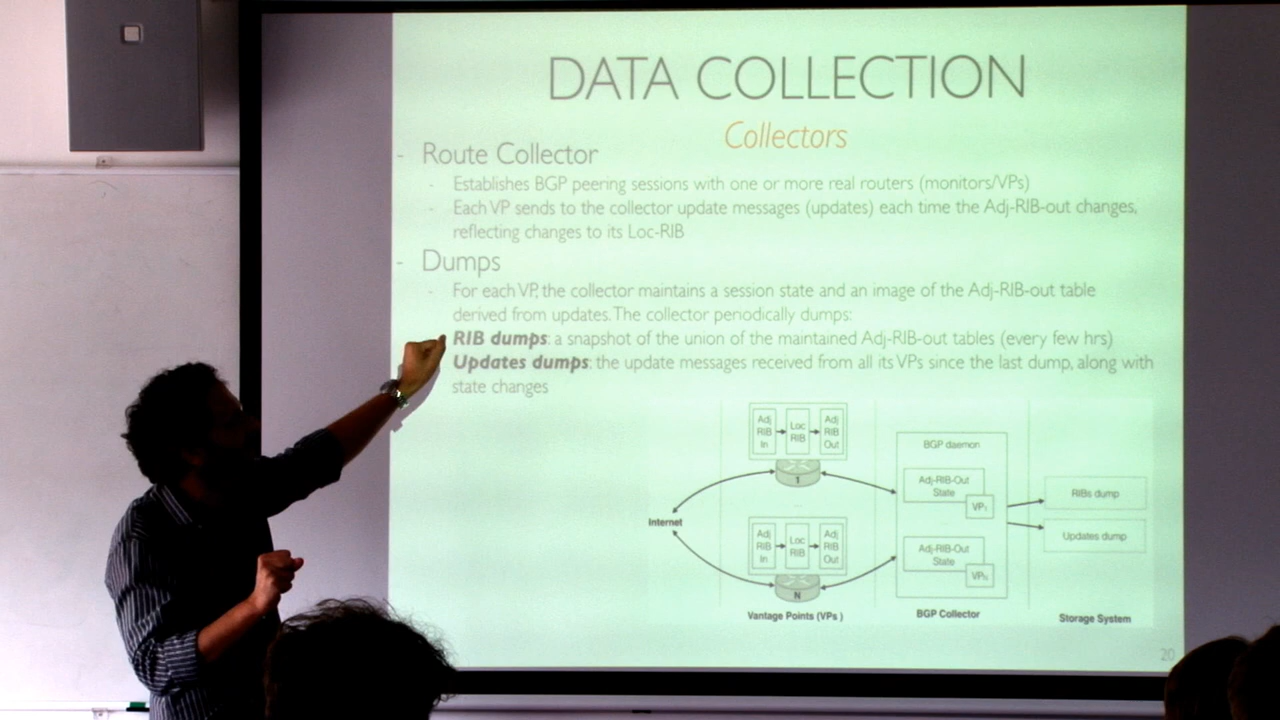 DATA COLLECTION
Collectors
- Route Collector
- Establishes BGP peering sessions with one or more real routers (monitors/VPs)
- Each VP sends to the collector update messages (updates) each time the Adj-RIB-out changes,
reflecting changes to its Loc-RIB
- Dumps
- For each VP, the collector maintains a session state and an image of the Adj-RIB-out table
derived from updates. The collector periodically dumps:
RIB dumps: a snapshot of the union of the maintained Adj-RIB-out tables (every few hrs)
Updates dumps: the update messages received from all its VPs since the last dump, along with
state changes
Adj RIB In
Loc RIB
Adj RIB Out
1
Internet
Adj RIB In
Loc RIB
Adj RIB Out
N
Vantage Points (VPs )
BGP daemon
Adj-RIB-Out
State
VP1
Adj-RIB-Out
State
VPN
BGP Collector
RIBs dump
Updates dump
Storage System
20